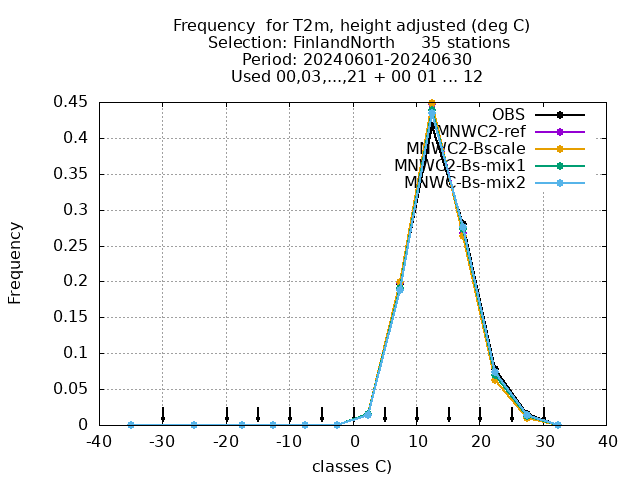 Frequency  for T2m, height adjusted (deg C)
Selection: FinlandNorth     35 stations
Period: 20240601-20240630
Used 00,03,...,21 + 00 01 ... 12
OBS
MNWC2-ref
MNWC2-Bscale
MNWC2-Bs-mix1
MNWC-Bs-mix2
0.45
0.4
0.35
0.3
0.25
0.2
0.15
0.1
0.05
0
Frequency
-40 -30 -20 -10 0 10 20 30 40
classes C)